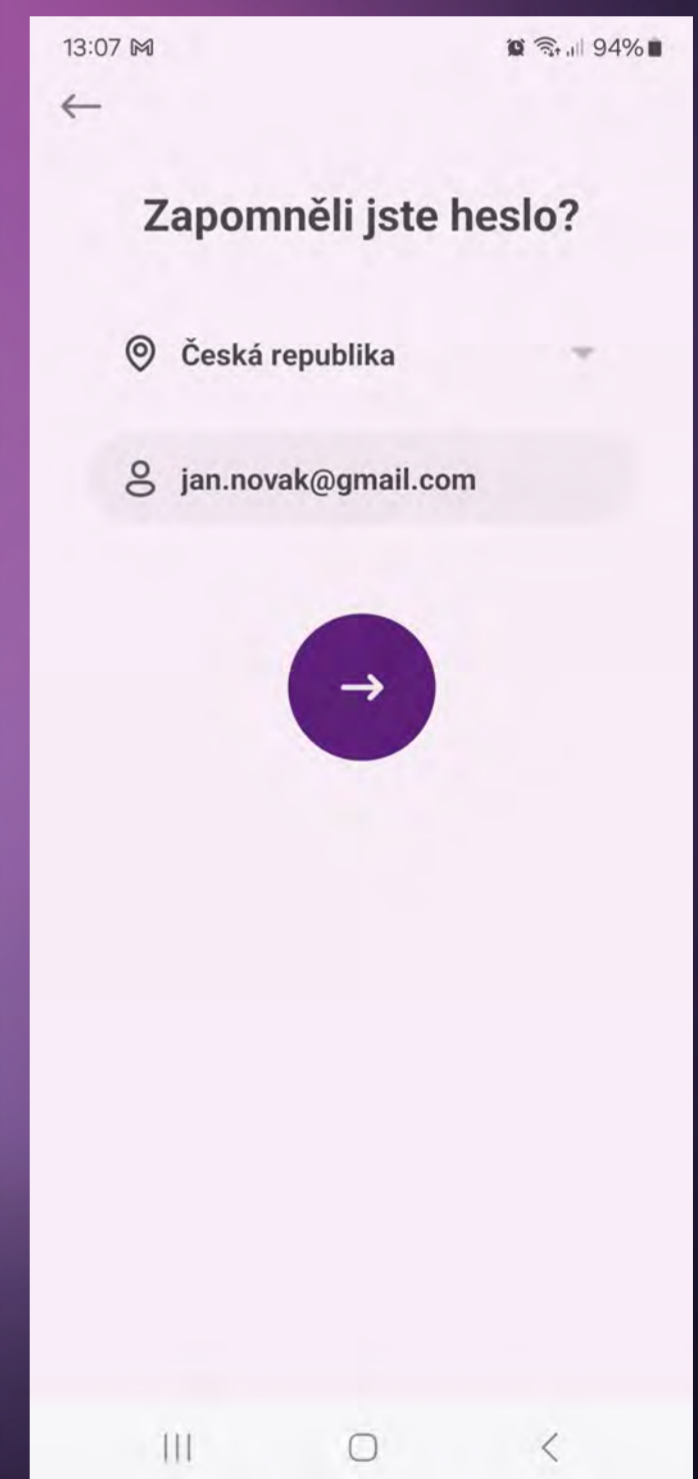 13:07
94%
Zapomněli jste heslo?
Česká republika
jan.novak@gmail.com